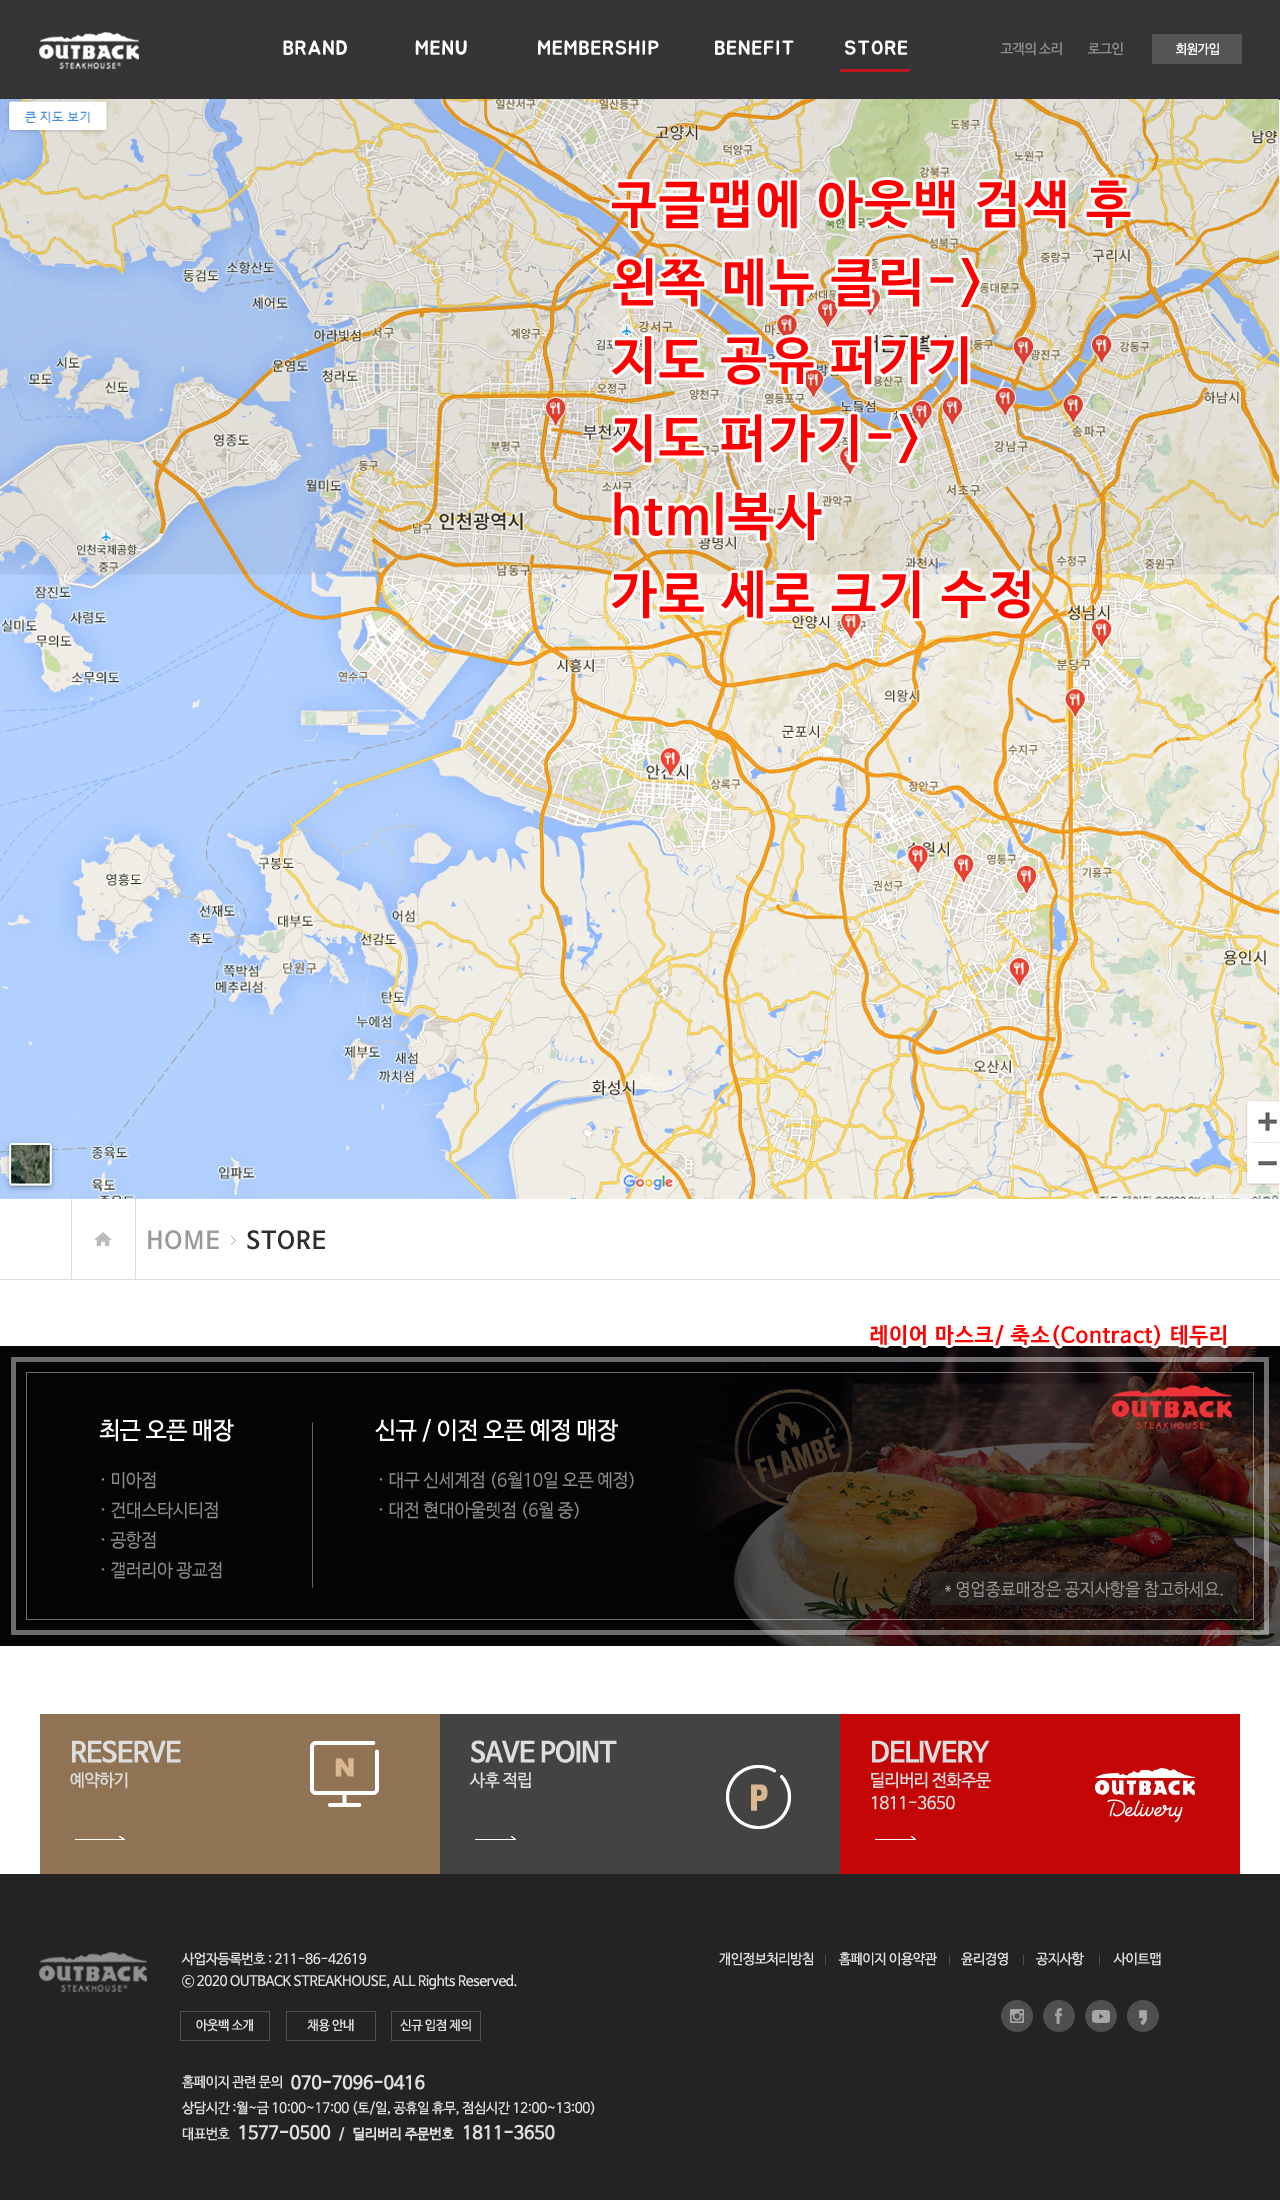 OUTBACK
STEAKHOUSE®
BRAND MENU MEMBERSHIP BENEFIT STORE 고객의 소리 로그인 회원가입
큰 지도 보기
일산서구 일산동구
고양시
덕양구
도봉구
강북구
노원구
남양
구글맵에 아웃백 검색 후
성북구
중랑구
구리시
동검도
소항산도
세어도
왼쪽 메뉴 클릭->
동대문구
아라빛섬
서구
계양구
강서구
강동구
광진구
지도 공유 퍼가기
시도
모도
신도
운염도
청라도
오정구
양천구
영등포구
용산구
노들섬
하남시
영종도
부천시
부평구
지도 퍼가기->
강남구
송파구
동구
월미도
소사구
관악구
서초구
인천광역시
남구
html복사
광명시
인천국제공항
중구
남동구
과천시
수정구
중원구
잠진도
사렴도
실미도
무의도
소무의도
가로 세로 크기 수정
안양시
성남시
시흥시
연수구
분당구
의왕시
군포시
수지구
안산시
상록구
장안구
수원시
영통구
권선구
기흥구
구봉도
영흥도
선재도
측도
대부도
어섬
선감도
쪽박섬
메추리섬
단원구
용인시
탄도
누에섬
제부도
새섬
까치섬
오산시
화성시
종육도
육도
입파도
Google
HOME > STORE
레이어 마스크/ 축소(Contract) 테두리
OUTBACK
STEAKHOUSE®
FLAMBÉ
최근 오픈 매장
· 미아점
· 건대스타시티점
· 공항점
· 갤러리아 광교점
신규 / 이전 오픈 예정 매장
· 대구 신세계점 (6월10일 오픈 예정)
· 대전 현대아울렛점 (6월 중)
* 영업종료매장은 공지사항을 참고하세요.
RESERVE
예약하기
N
SAVE POINT
사후 적립
P
DELIVERY
딜리버리 전화주문
1811-3650
OUTBACK
Delivery
OUTBACK
STEAKHOUSE®
사업자등록번호 : 211-86-42619
© 2020 OUTBACK STREAKHOUSE, ALL Rights Reserved.
아웃백 소개 채용 안내 신규 입점 제의
개인정보처리방침 홈페이지 이용약관 윤리경영 공지사항 사이트맵
홈페이지 관련 문의 070-7096-0416
상담시간 :월~금 10:00~17:00 (토/일, 공휴일 휴무, 점심시간 12:00~13:00)
대표번호 1577-0500 / 딜리버리 주문번호 1811-3650